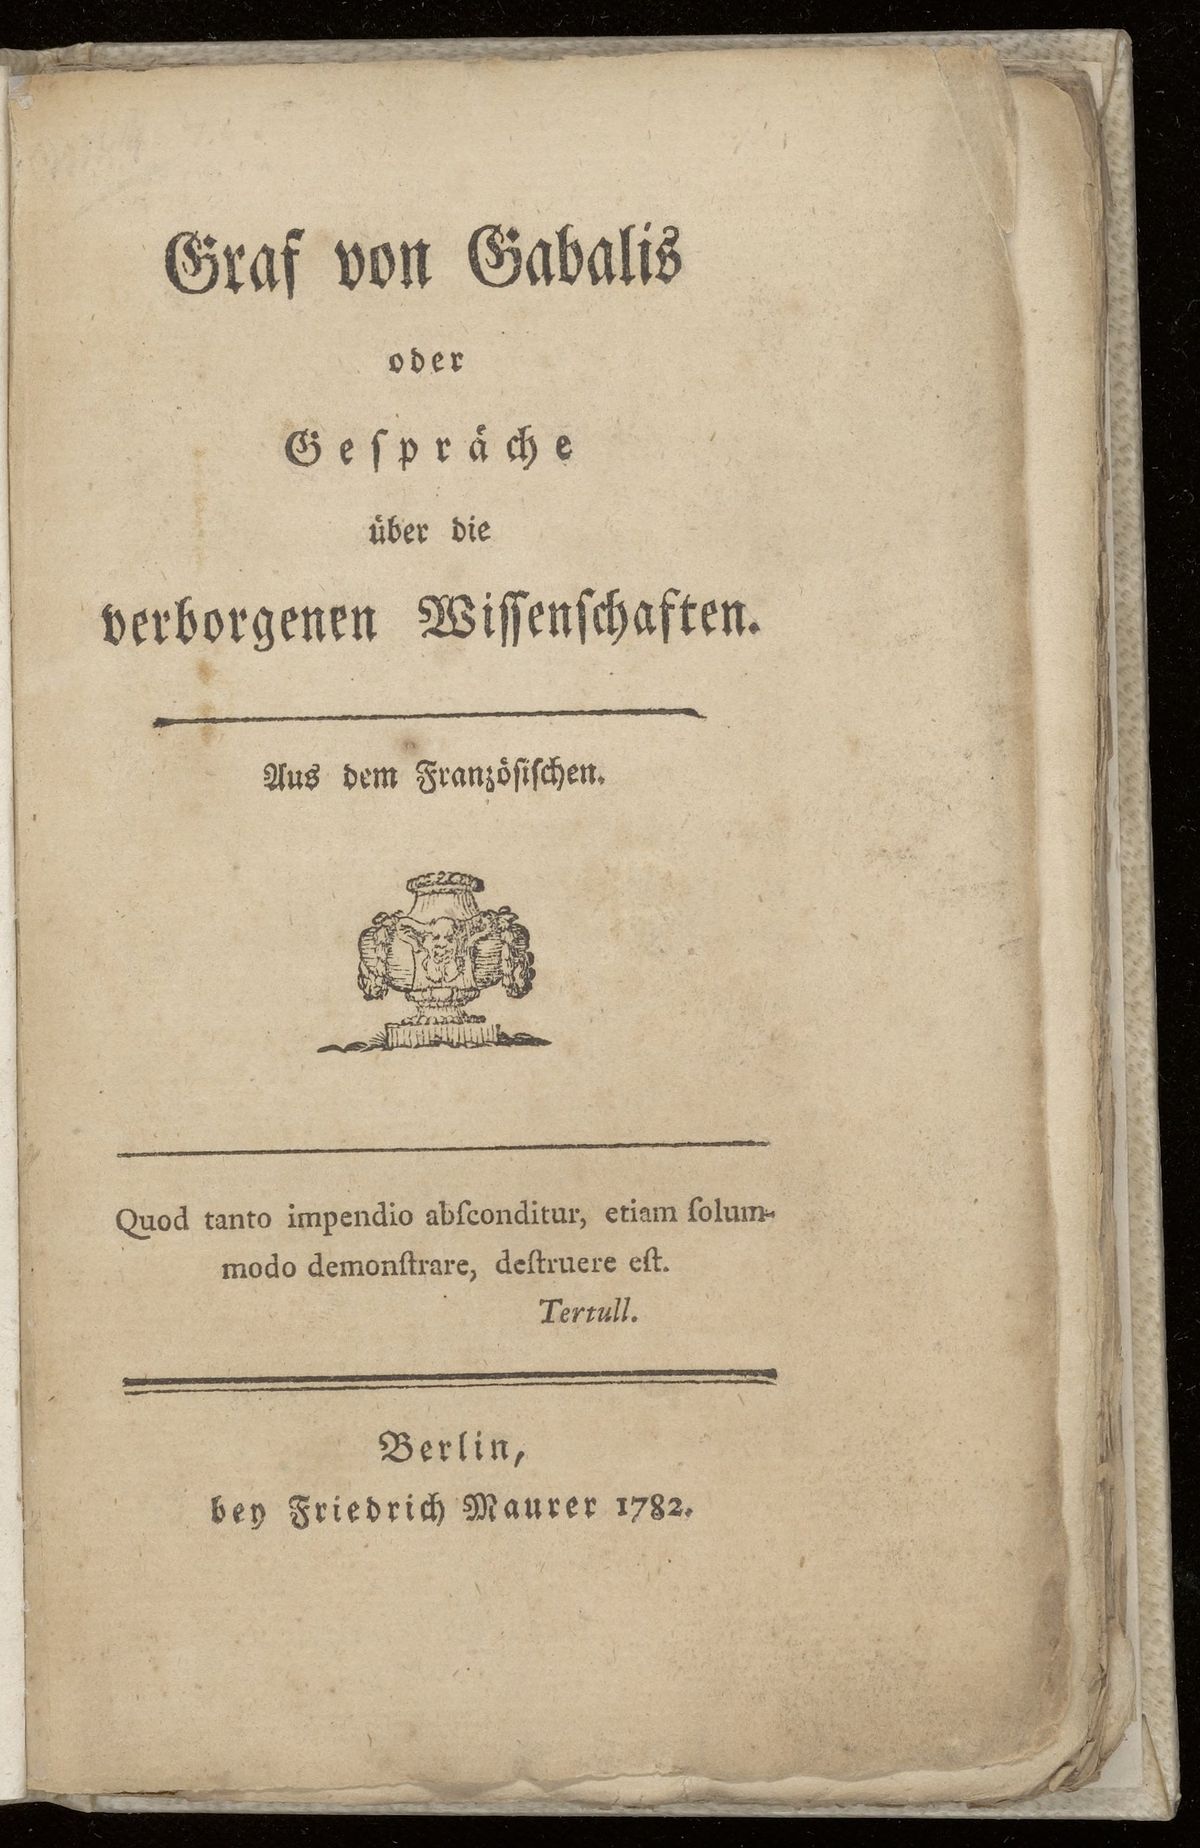 Graf von Gabalis
oder
Geſpräche
über die
verborgenen Wiſſenſchaften.
Aus dem Franzöſiſchen.
Quod tanto impendio abſconditur, etiam ſolum-
modo demonſtrare, deſtruere eſt.
Tertull.
Berlin,
bey Friedrich Maurer 1782.